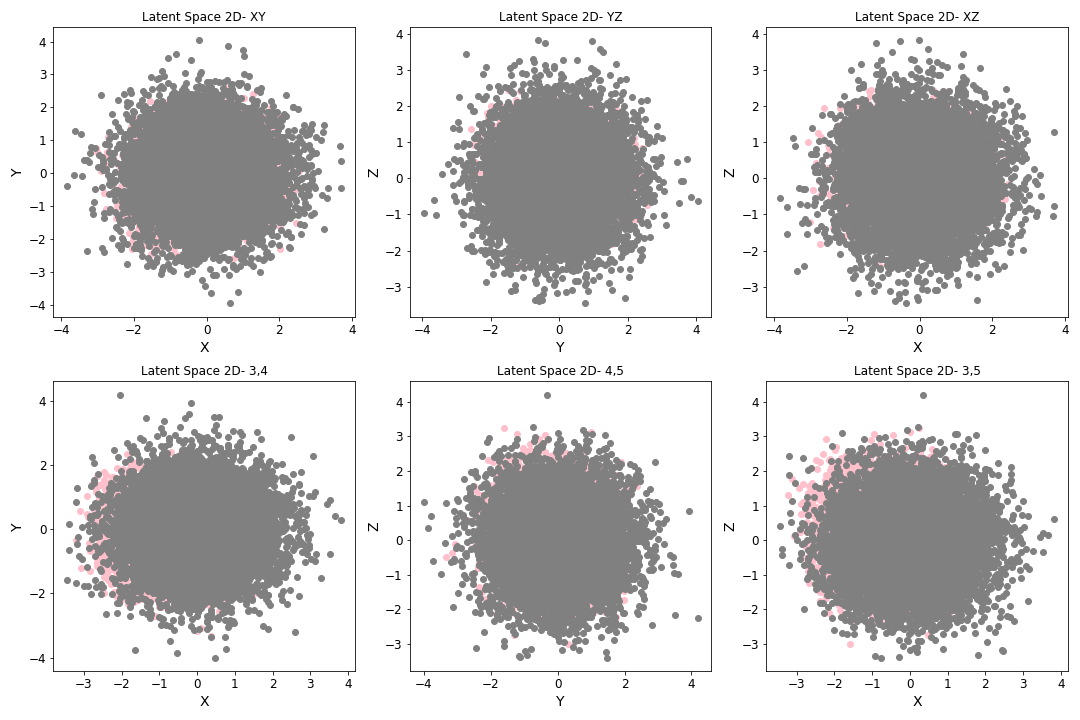 Latent Space 2D- XY
4
3
2
1
0
−1
−2
−3
−4
Y
−4 −2 0 2 4
X
Latent Space 2D- YZ
4
3
2
1
0
−1
−2
−3
Z
−4 −2 0 2 4
Y
Latent Space 2D- XZ
4
3
2
1
0
−1
−2
−3
Z
−4 −2 0 2 4
X
Latent Space 2D- 3,4
4
2
0
−2
−4
Y
−3 −2 −1 0 1 2 3 4
X
Latent Space 2D- 4,5
4
3
2
1
0
−1
−2
−3
Z
−4 −2 0 2 4
Y
Latent Space 2D- 3,5
4
3
2
1
0
−1
−2
−3
Z
−3 −2 −1 0 1 2 3 4
X